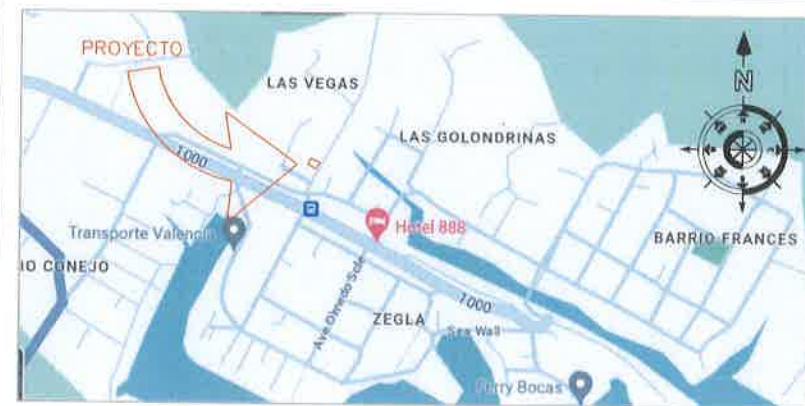 PROYECTO
N
LAS VEGAS
LAS GOLONDRINAS
1000
Transporte Valencia
Hotel 888
BARRIO FRANCES
IO CONEJO
Ave Olmedo Sole
1000
ZEGLA
Sea Wall
Ferry Bocas